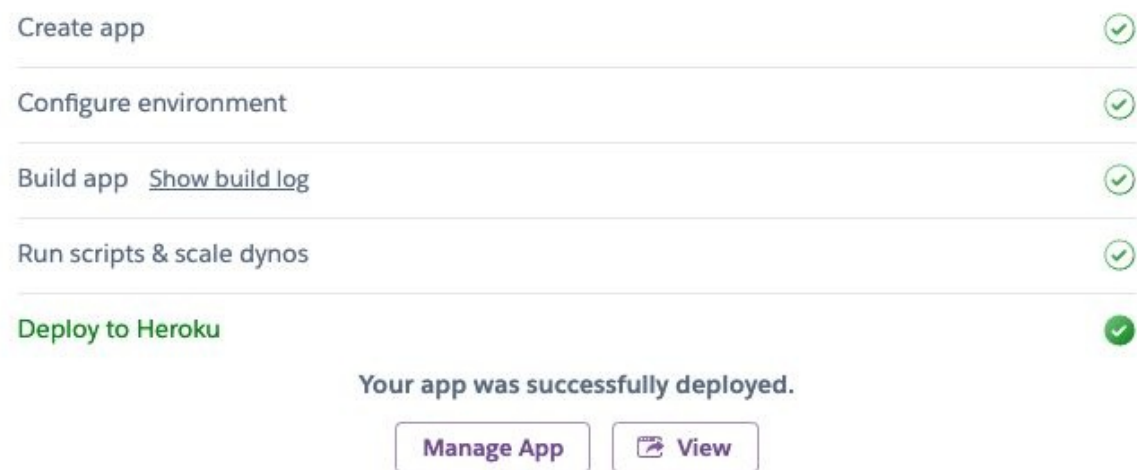 Create app
Configure environment
Build app Show build log
Run scripts & scale dynos
Deploy to Heroku
Your app was successfully deployed.
Manage App View